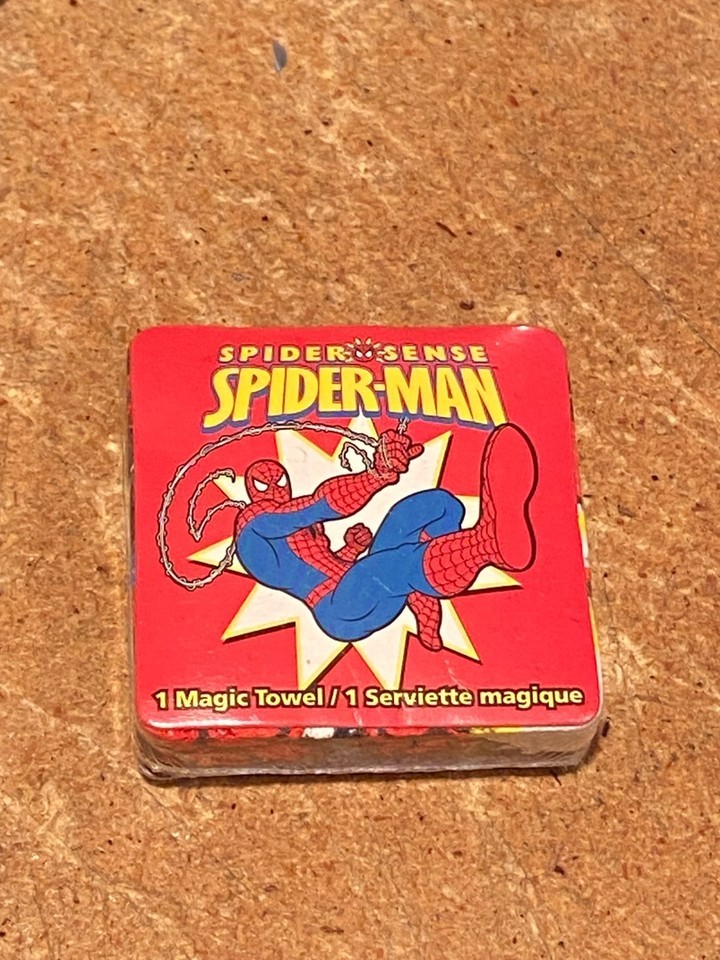 SPIDER SENSE
SPIDER-MAN
1 Magic Towel / 1 Serviette magique